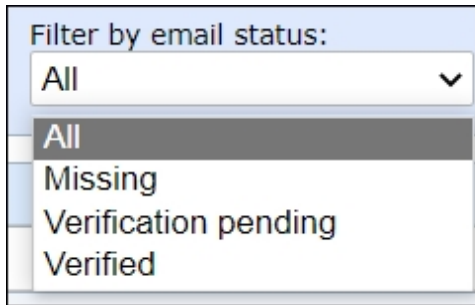 Filter by email status:
All
All
Missing
Verification pending
Verified